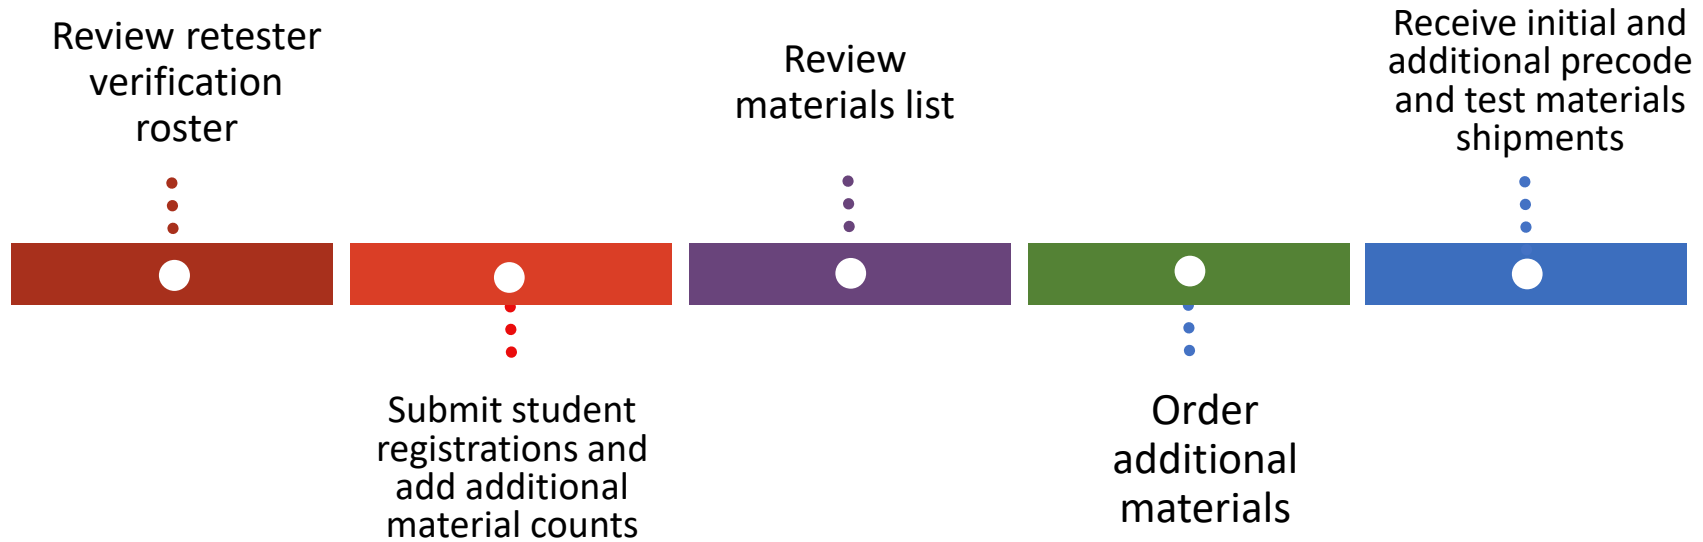 Review retester
verification
roster
Submit student
registrations and
add additional
material counts
Review
materials list
Order
additional
materials
Receive initial and
additional precode
and test materials
shipments